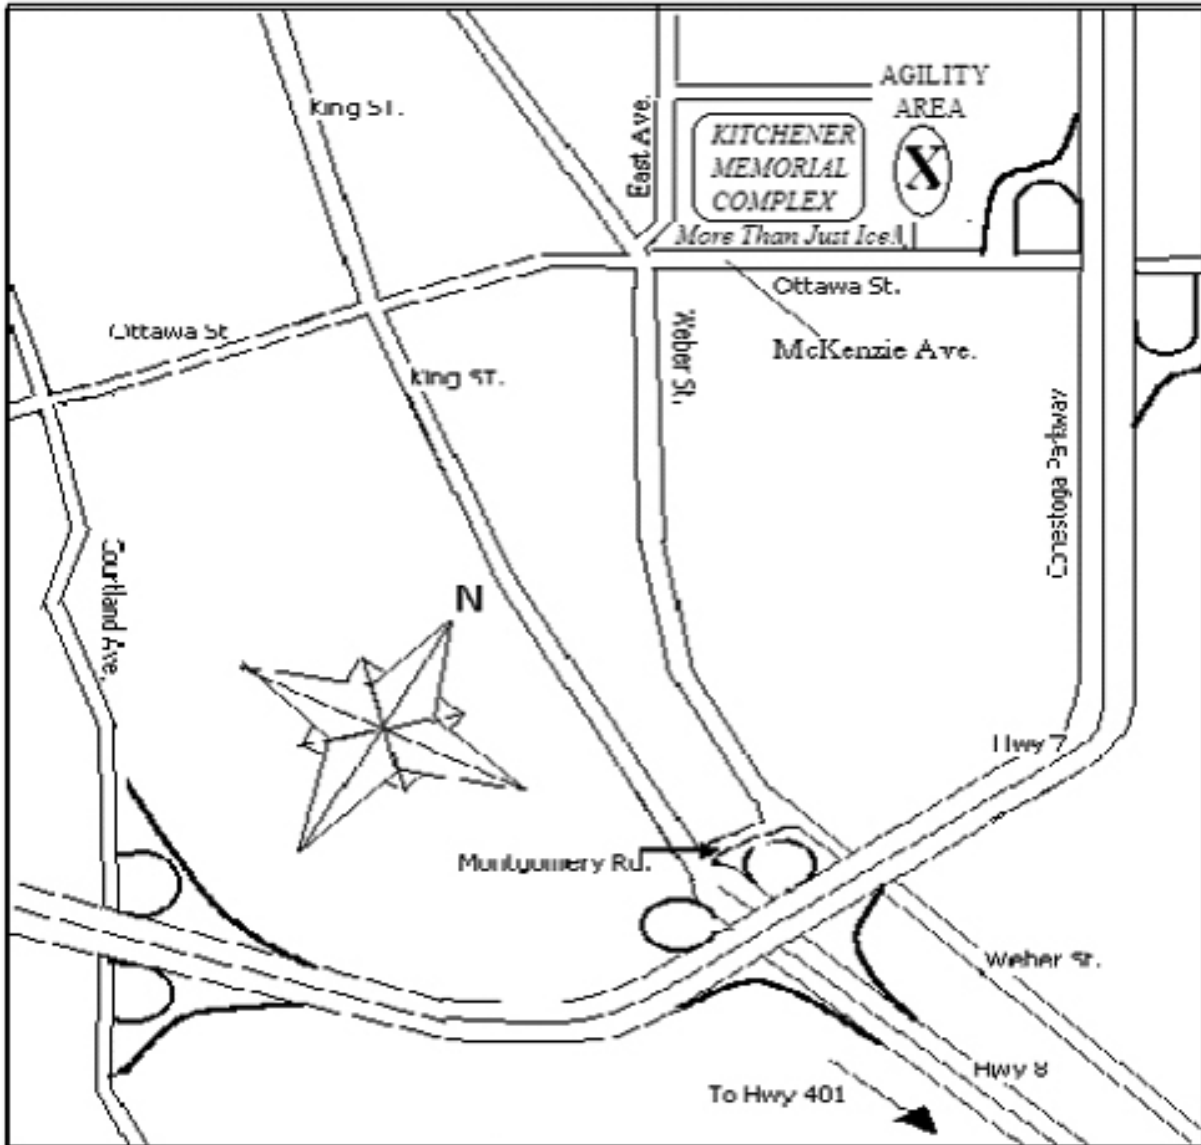 King ST.
AGILITY
AREA
East Ave.
KITCHENER
MEMORIAL
COMPLEX
X
More Than Just Ice!
Ottawa St.
Ottawa St
Weber St.
McKenzie Ave.
King ST.
Conestoga Parkway
Courtland Ave.
N
Hwy 7
Montgomery Rd.
Weber St.
Hwy 8
To Hwy 401